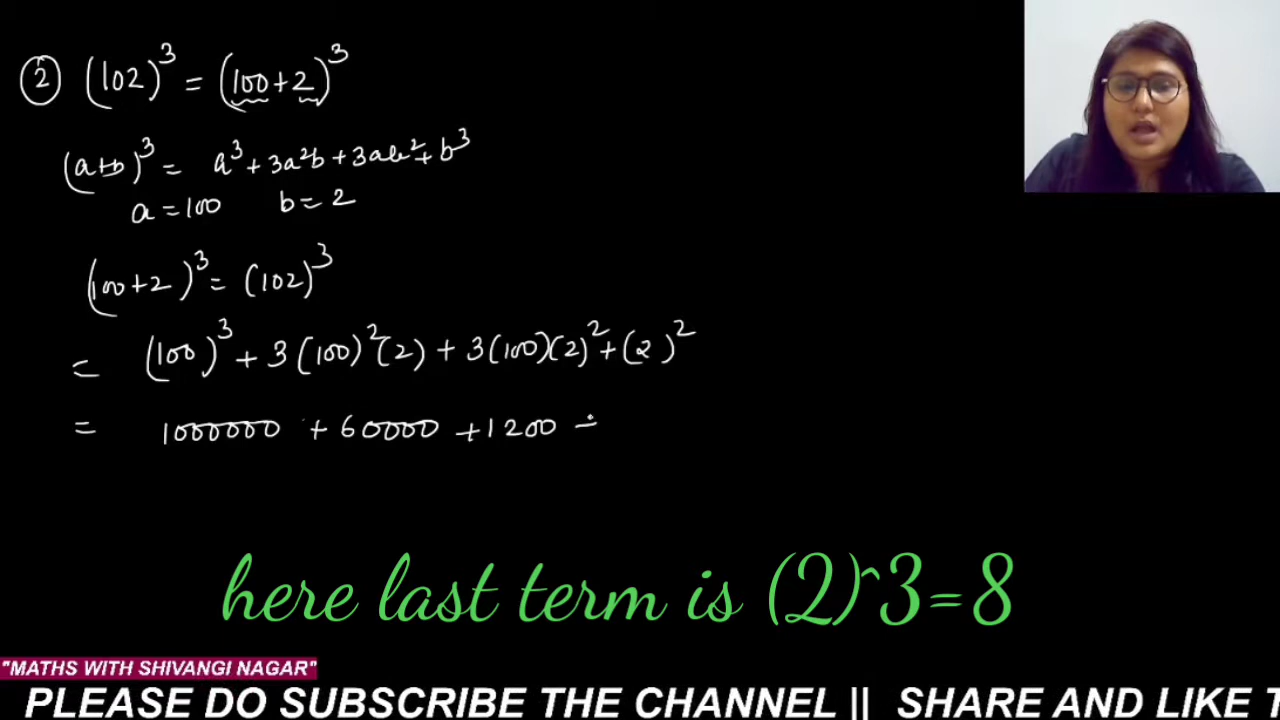 ② (102)³ = (100+2)³
(a+b)³ = a³ + 3a²b + 3ab² + b³
a = 100 b = 2
(100+2)³ = (102)³
= (100)³ + 3(100)²(2) + 3(100)(2)² + (2)²
= 1000000 + 60000 + 1200 +
here last term is (2)^3=8
"MATHS WITH SHIVANGI NAGAR"
PLEASE DO SUBSCRIBE THE CHANNEL || SHARE AND LIKE T